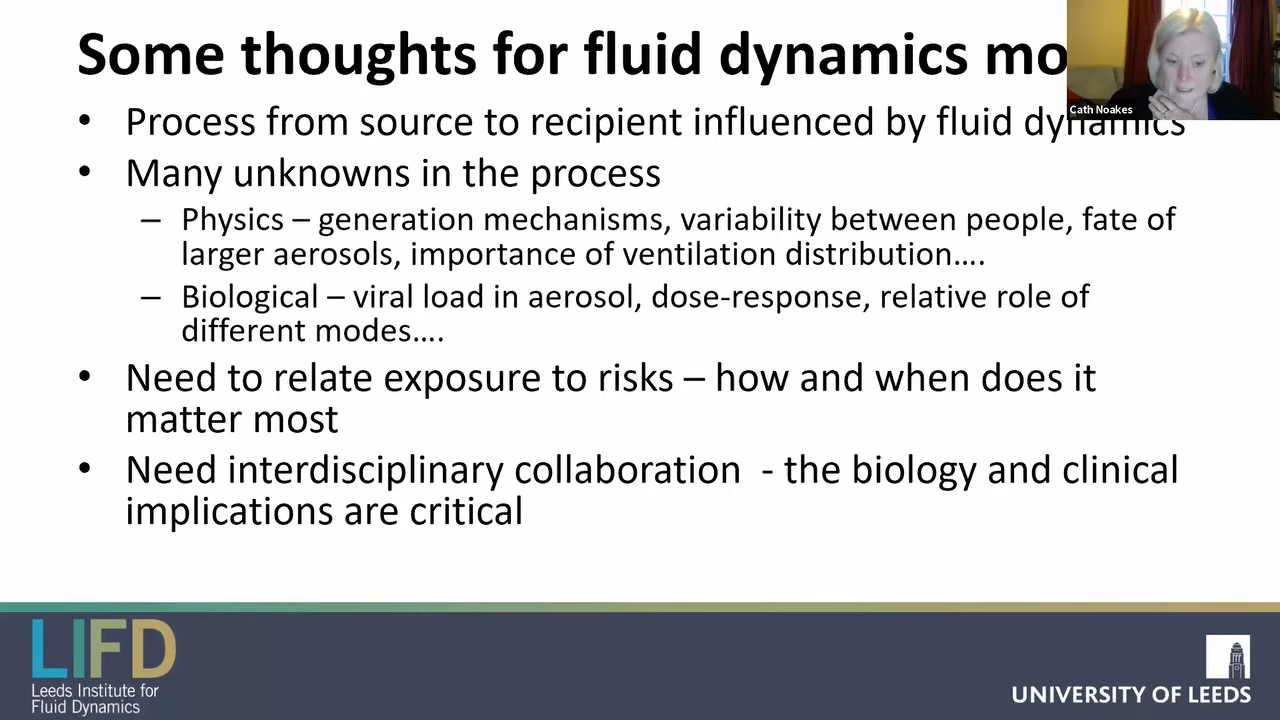 Some thoughts for fluid dynamics mo
Cath Noakes
• Process from source to recipient influenced by fluid dynamics
• Many unknowns in the process
– Physics – generation mechanisms, variability between people, fate of
larger aerosols, importance of ventilation distribution….
– Biological – viral load in aerosol, dose-response, relative role of
different modes….
• Need to relate exposure to risks – how and when does it
matter most
• Need interdisciplinary collaboration  - the biology and clinical
implications are critical
LIFD
Leeds Institute for
Fluid Dynamics
UNIVERSITY OF LEEDS